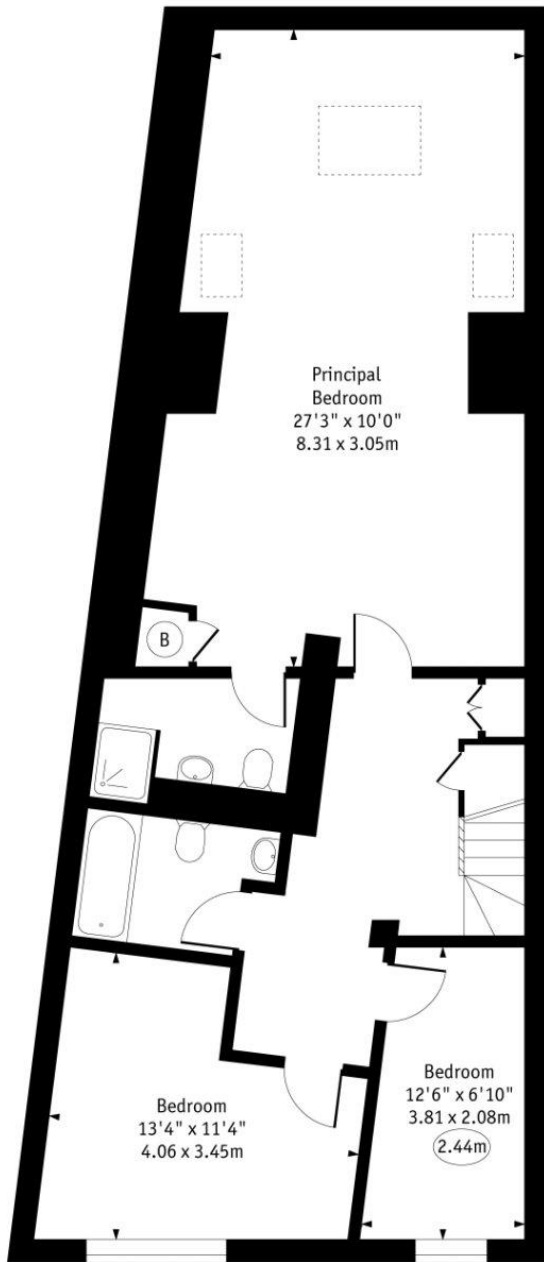 Principal
Bedroom
27'3" x 10'0"
8.31 x 3.05m
B
Bedroom
13'4" x 11'4"
4.06 x 3.45m
Bedroom
12'6" x 6'10"
3.81 x 2.08m
2.44m